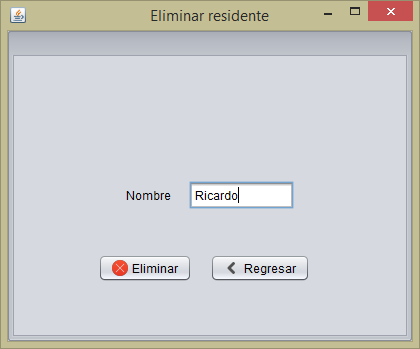 Eliminar residente
Nombre Ricardo
Eliminar Regresar